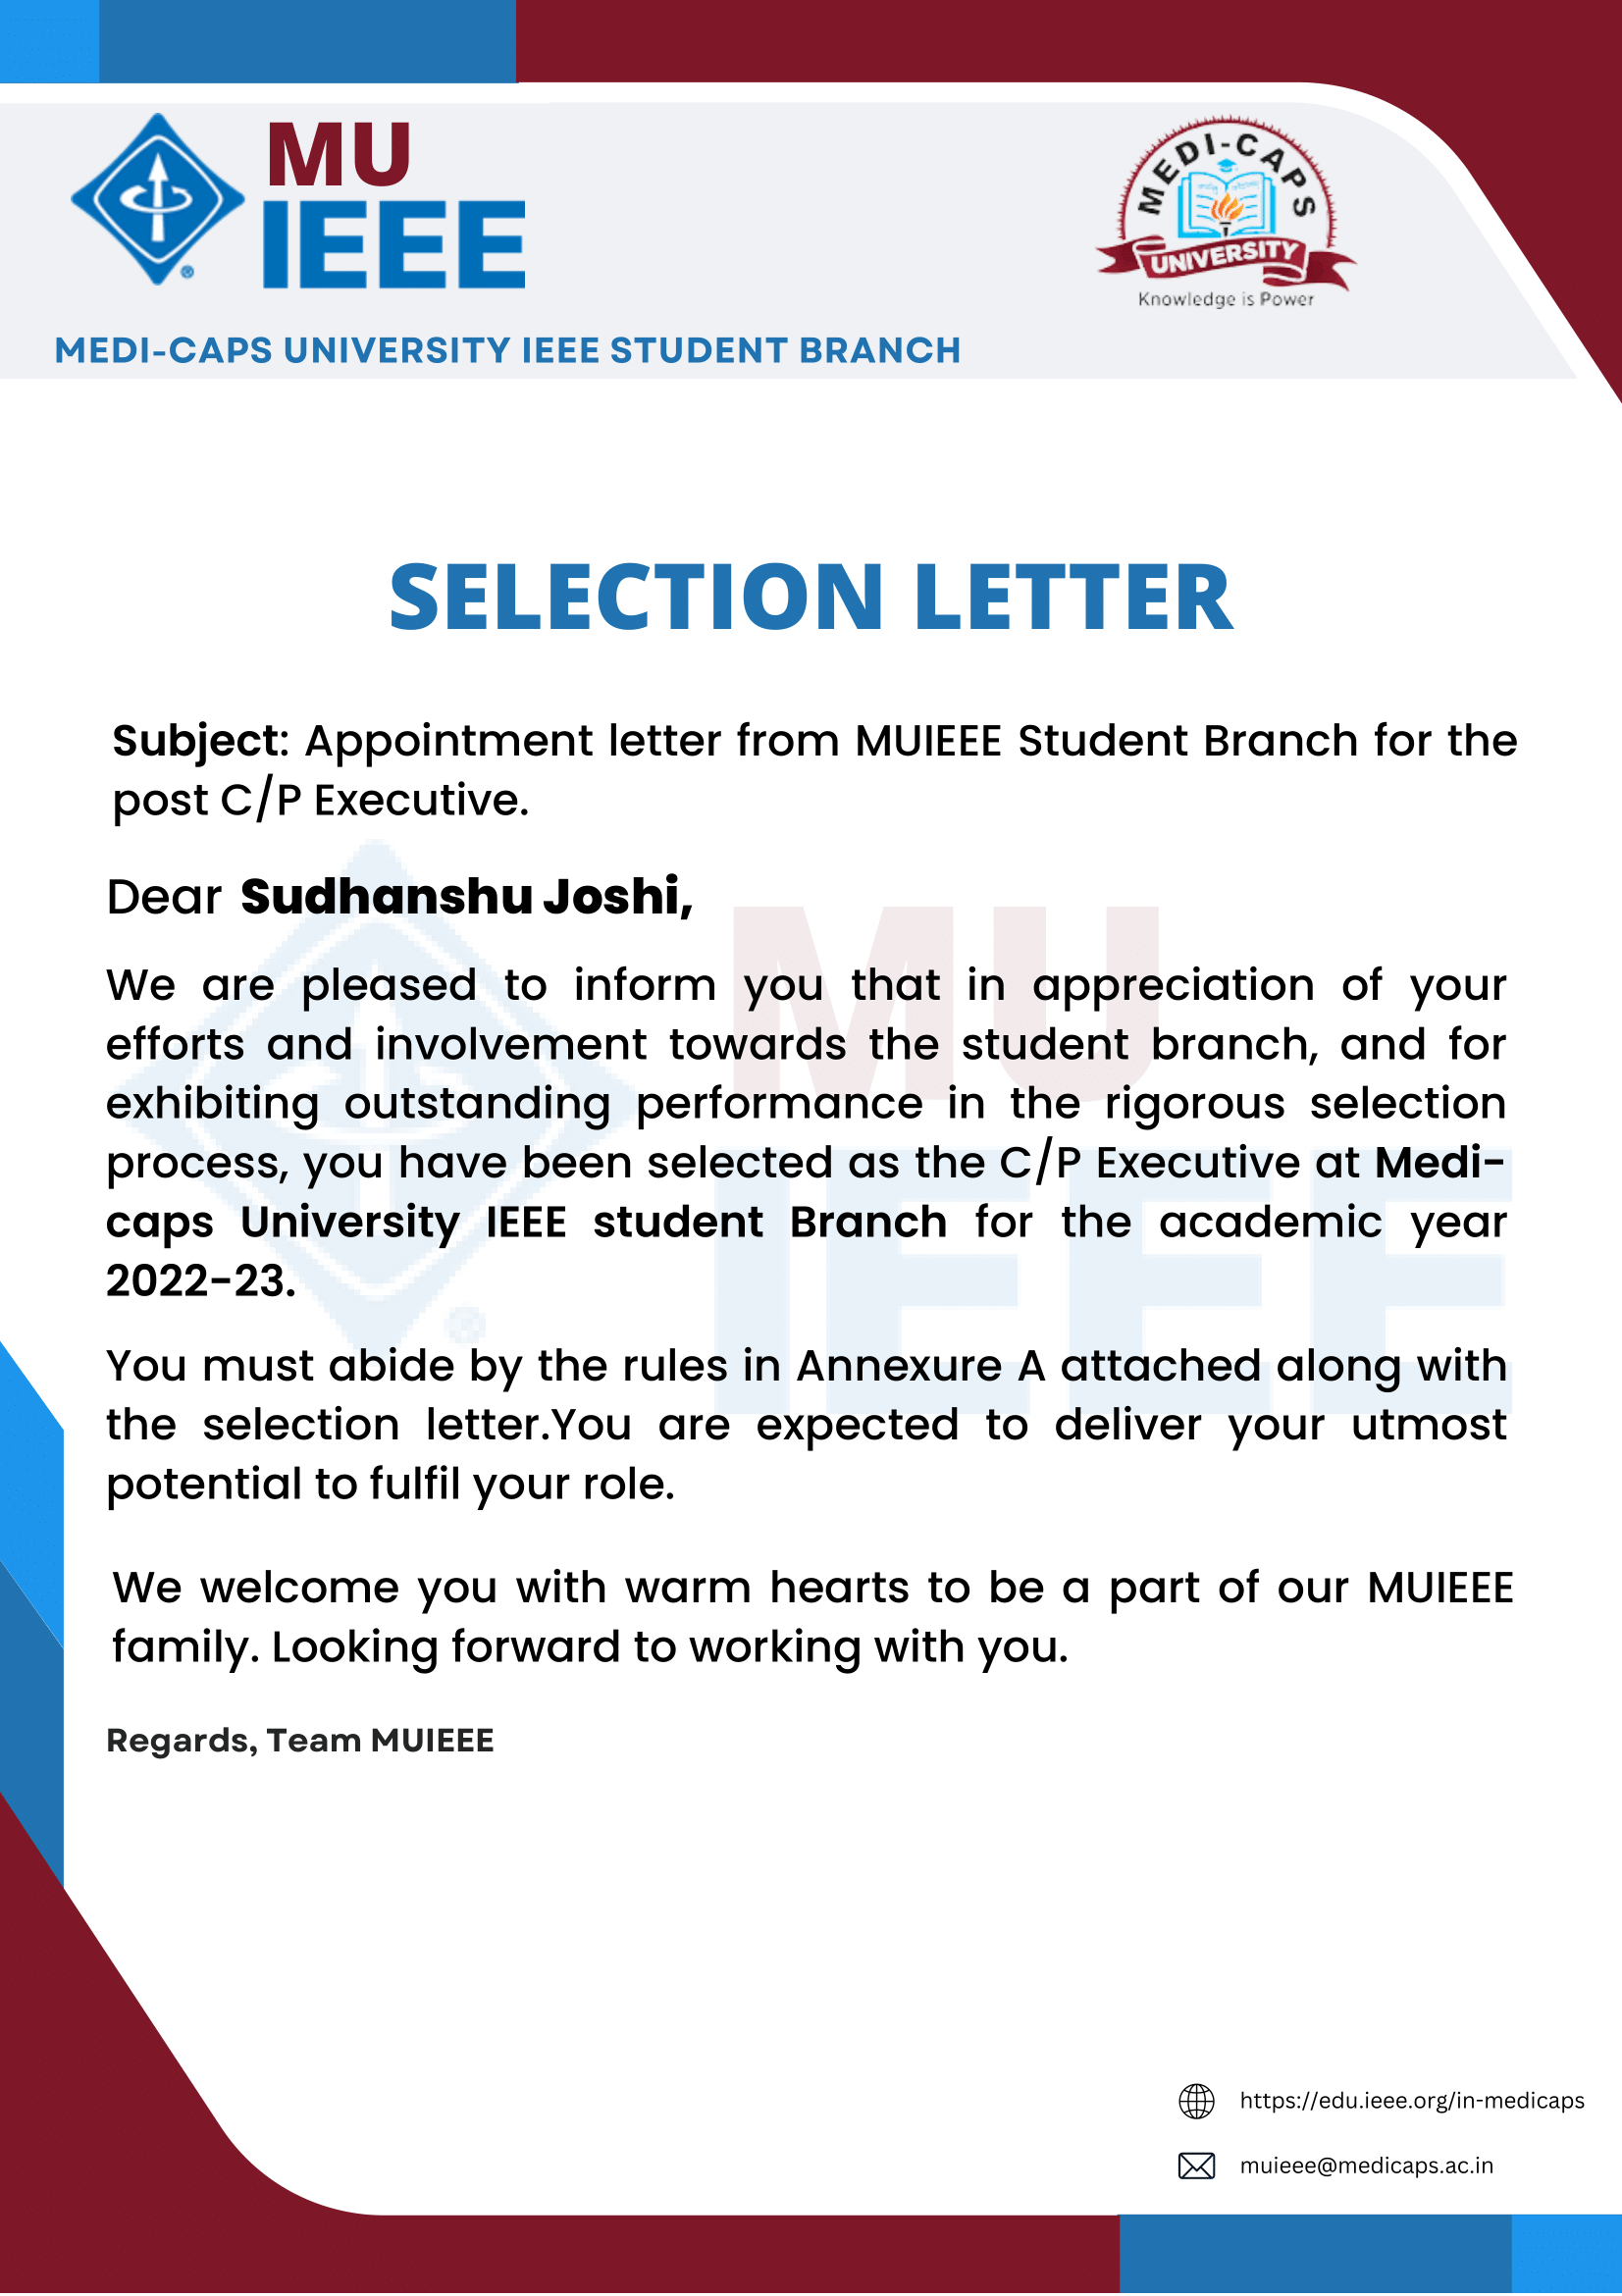 MU
IEEE
MEDI-CAPS
UNIVERSITY
Knowledge is Power
MEDI-CAPS UNIVERSITY IEEE STUDENT BRANCH
SELECTION LETTER
Subject: Appointment letter from MUIEEE Student Branch for the
post C/P Executive.
Dear Sudhanshu Joshi,
We are pleased to inform you that in appreciation of your
efforts and involvement towards the student branch, and for
exhibiting outstanding performance in the rigorous selection
process, you have been selected as the C/P Executive at Medi-
caps University IEEE student Branch for the academic year
2022-23.
You must abide by the rules in Annexure A attached along with
the selection letter.You are expected to deliver your utmost
potential to fulfil your role.
We welcome you with warm hearts to be a part of our MUIEEE
family. Looking forward to working with you.
Regards, Team MUIEEE
MU
IEEE
https://edu.ieee.org/in-medicaps
muieee@medicaps.ac.in